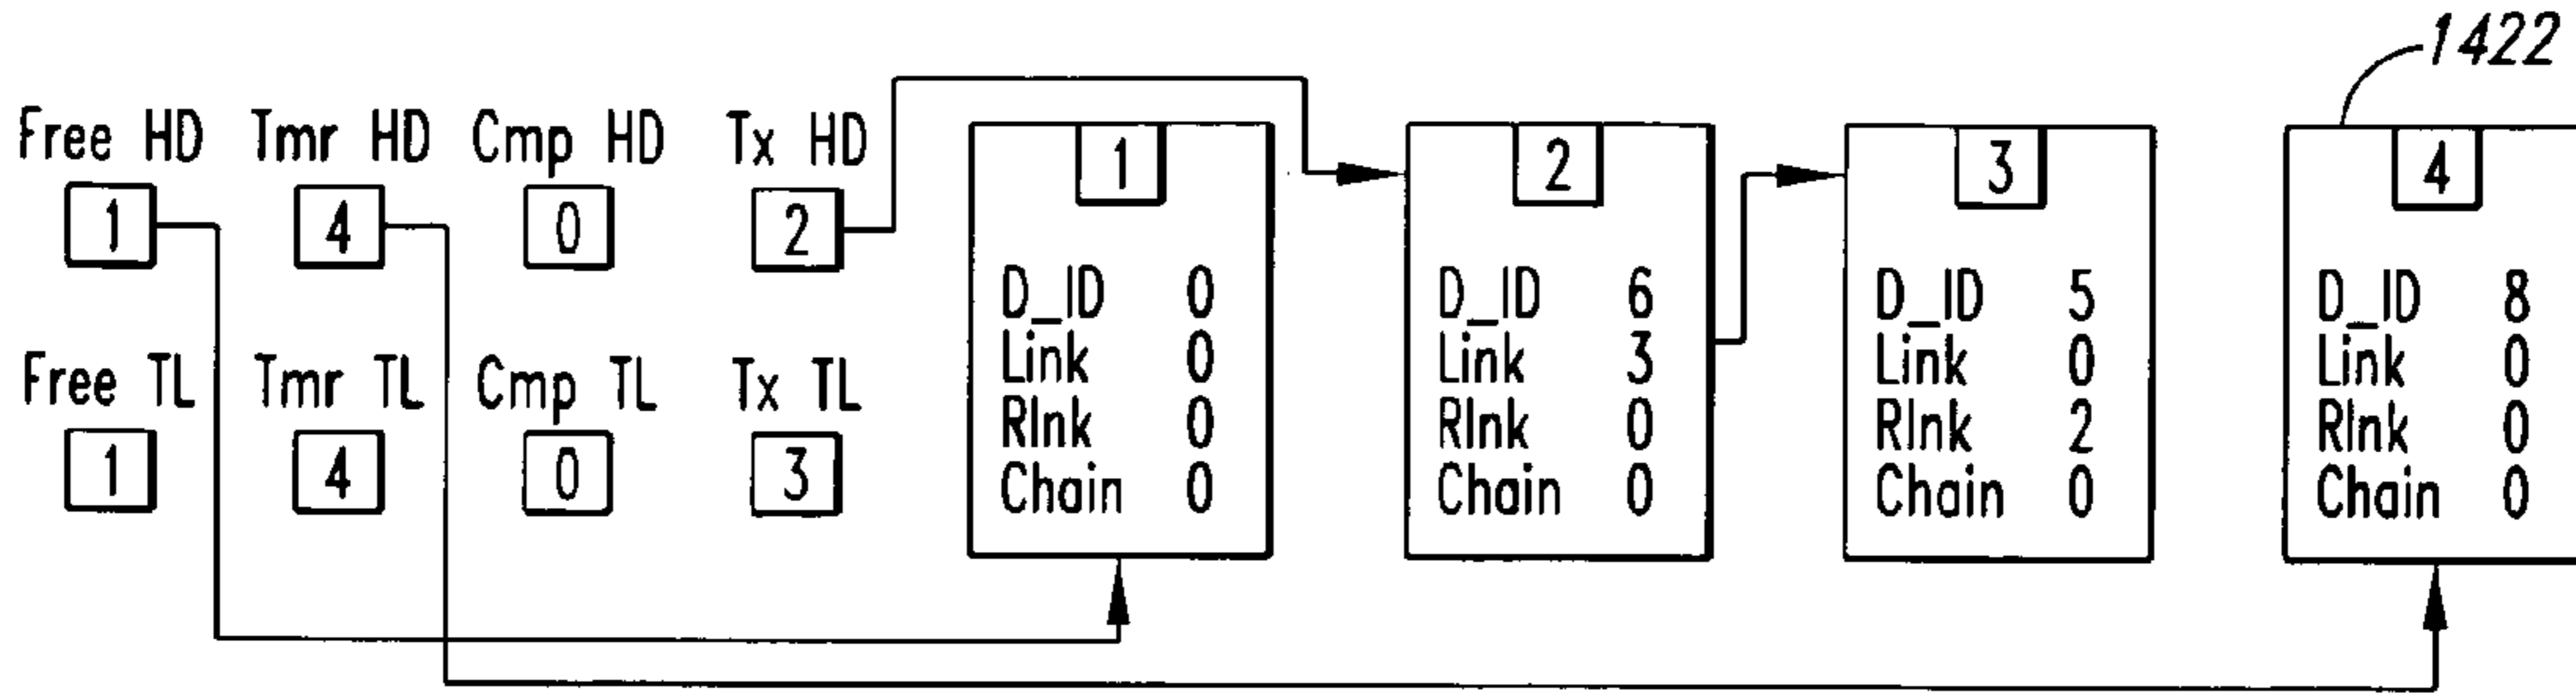 1422
Free HD Tmr HD Cmp HD Tx HD
1 4 0 2
Free TL Tmr TL Cmp TL Tx TL
1 4 0 3
1
D_ID 0
Link 0
Rlnk 0
Chain 0
2
D_ID 6
Link 3
Rlnk 0
Chain 0
3
D_ID 5
Link 0
Rlnk 2
Chain 0
4
D_ID 8
Link 0
Rlnk 0
Chain 0